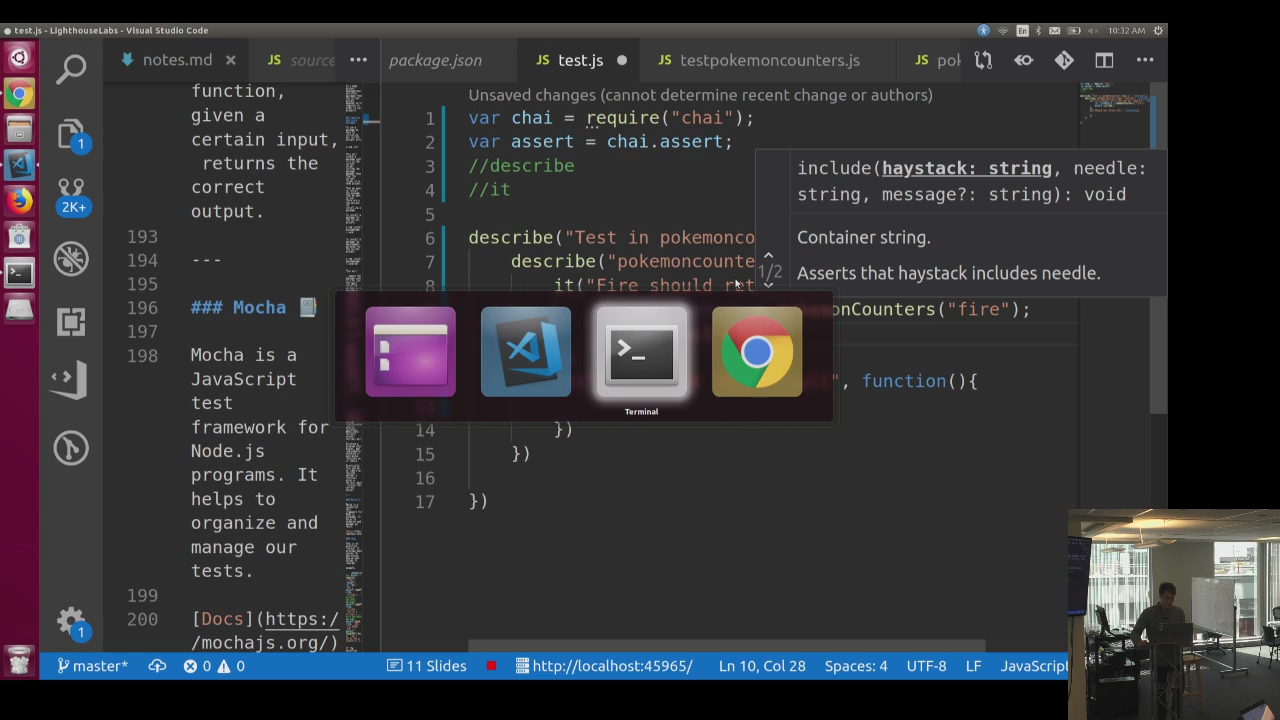 test.js - LighthouseLabs - Visual Studio Code
En
10:32 AM
notes.md
JS source
package.json
JS test.js
JS testpokemoncounters.js
JS pok
function,
given a
certain input,
returns the
correct
output.
193
194 ---
195
196 ### Mocha
197
198 Mocha is a
JavaScript
test
framework for
Node.js
programs. It
helps to
organize and
manage our
tests.
199
200 [Docs](https:/
/mochajs.org/)
1
2K+
1
Unsaved changes (cannot determine recent change or authors)
1 var chai = require("chai");
2 var assert = chai.assert;
3 //describe
4 //it
5
6 describe("Test in pokemonco
7 describe("pokemoncounte
8 it("Fire should ret
onCounters("fire");
, function(){
14 })
15 })
16
17 })
include(haystack: string, needle:
string, message?: string): void
Container string.
1/2
Asserts that haystack includes needle.
Terminal
master*
0 0
11 Slides
http://localhost:45965/
Ln 10, Col 28
Spaces: 4
UTF-8
LF
JavaScript